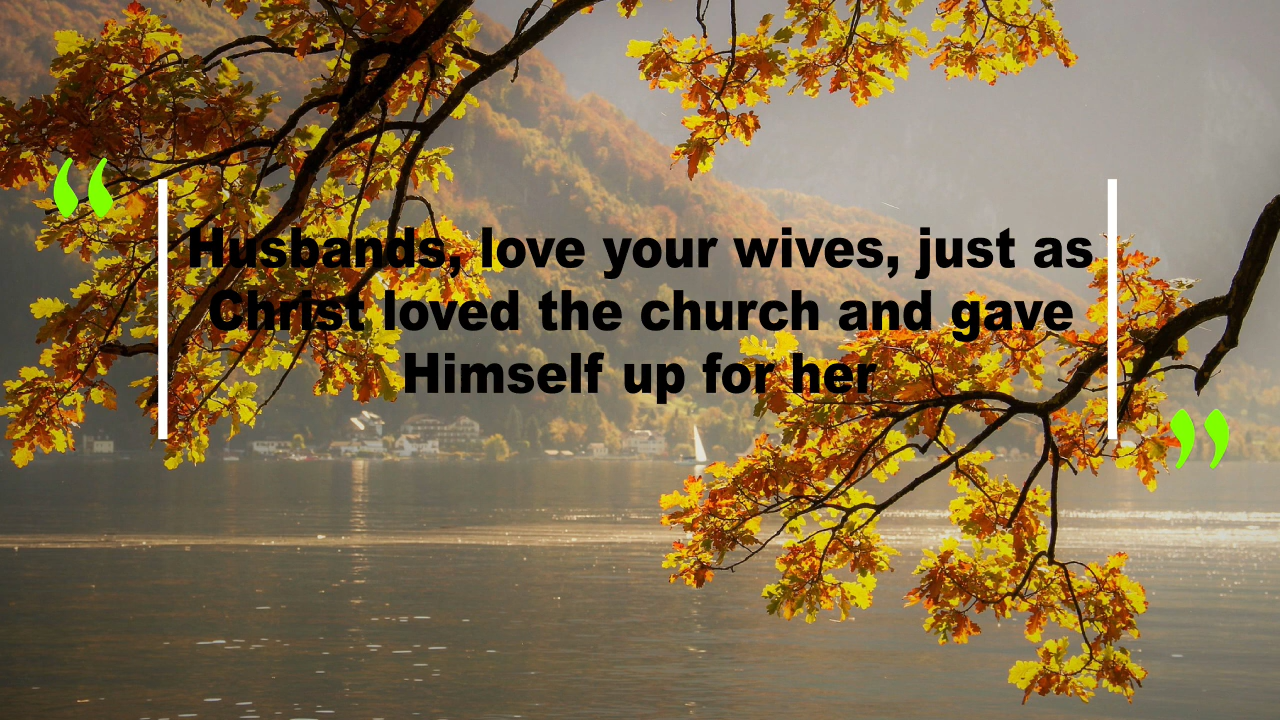 “
Husbands, love your wives, just as
Christ loved the church and gave
Himself up for her
”